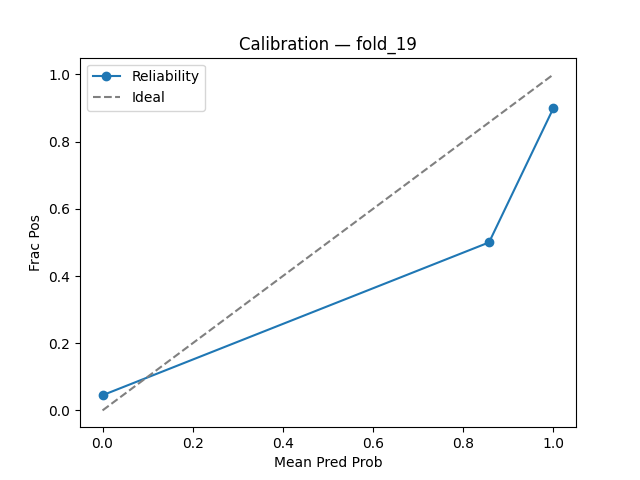 Calibration — fold_19
Reliability
Ideal
1.0
0.8
0.6
0.4
0.2
0.0
Frac Pos
0.0 0.2 0.4 0.6 0.8 1.0
Mean Pred Prob